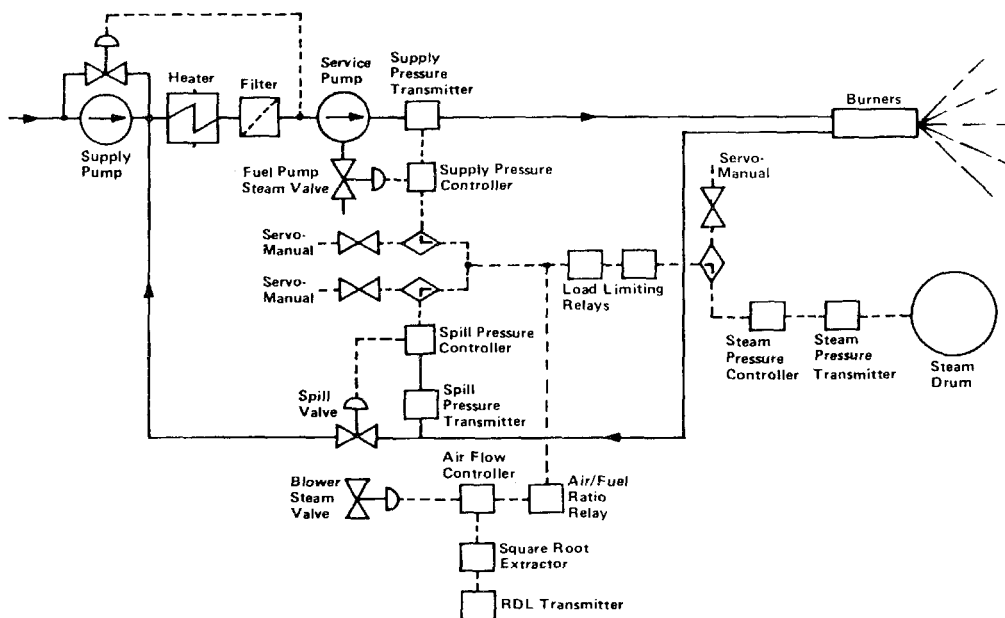 Heater
Filter
Service
Pump
Supply
Pressure
Transmitter
Burners
Supply
Pump
Fuel Pump
Steam Valve
Supply Pressure
Controller
Servo-
Manual
Servo-
Manual
Servo-
Manual
Load Limiting
Relays
Spill Pressure
Controller
Steam
Pressure
Controller
Steam
Pressure
Transmitter
Steam
Drum
Spill
Valve
Spill
Pressure
Transmitter
Air Flow
Controller
Blower
Steam
Valve
Air/Fuel
Ratio
Relay
Square Root
Extractor
RDL Transmitter